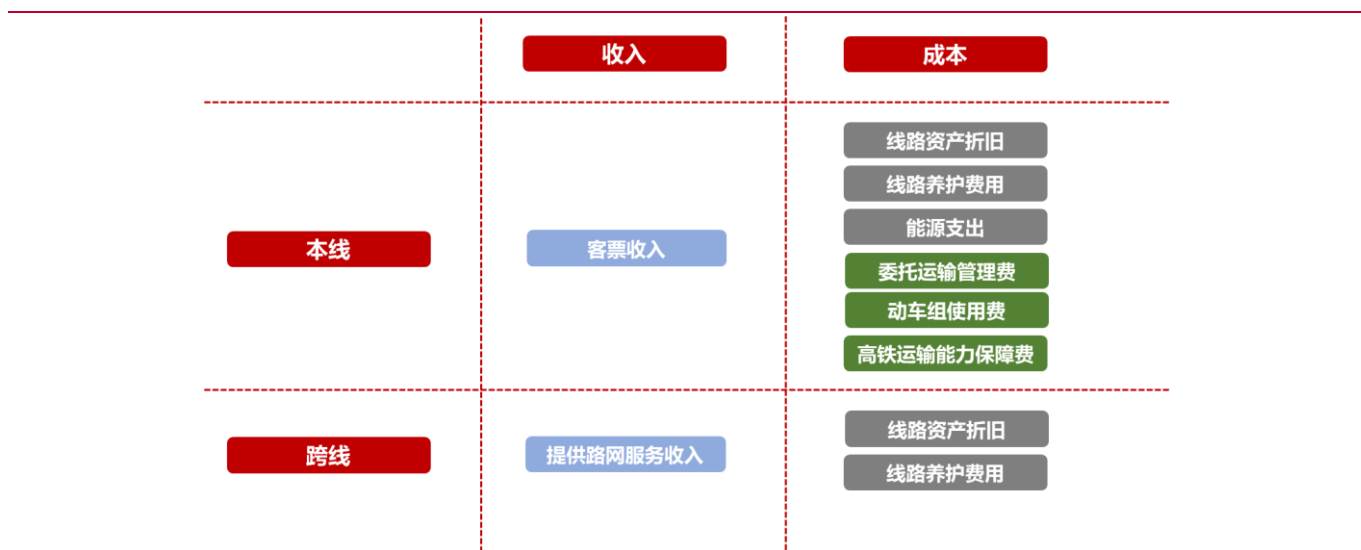 收入
成本
线路资产折旧
线路养护费用
能源支出
本线
客票收入
委托运输管理费
动车组使用费
高铁运输能力保障费
跨线
提供路网服务收入
线路资产折旧
线路养护费用